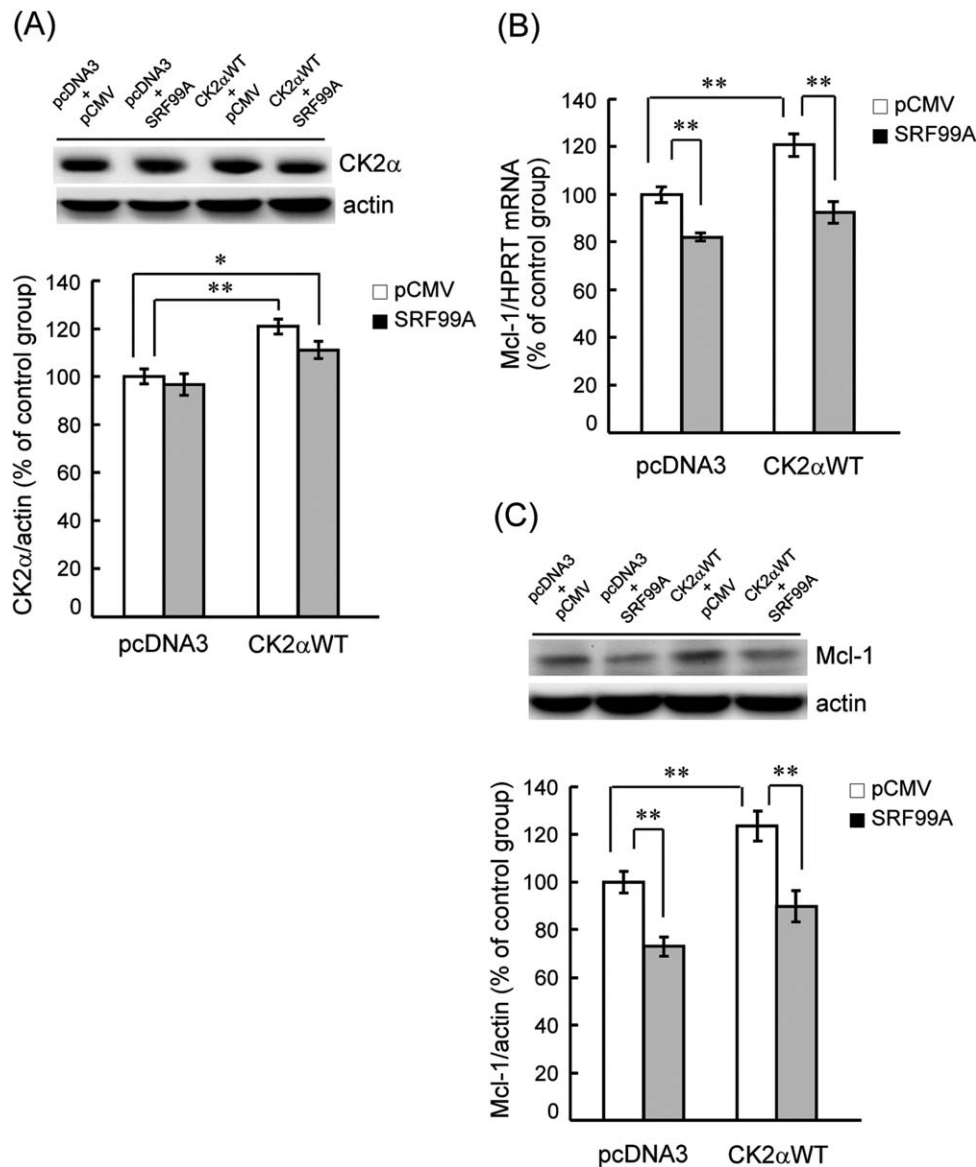 (A)
pcDNA3
+
pCMV
pcDNA3
+
SRF99A
CK2αWT
+
pCMV
CK2αWT
+
SRF99A
CK2α
actin
CK2α/actin (% of control group)
140
120
100
80
60
40
20
0
*
**
pCMV
SRF99A
pcDNA3
CK2αWT
(B)
Mcl-1/HPRT mRNA
(% of control group)
140
120
100
80
60
40
20
0
**
**
**
pCMV
SRF99A
pcDNA3
CK2αWT
(C)
pcDNA3
+
pCMV
pcDNA3
+
SRF99A
CK2αWT
+
pCMV
CK2αWT
+
SRF99A
Mcl-1
actin
Mcl-1/actin (% of control group)
140
120
100
80
60
40
20
0
**
**
**
pCMV
SRF99A
pcDNA3
CK2αWT